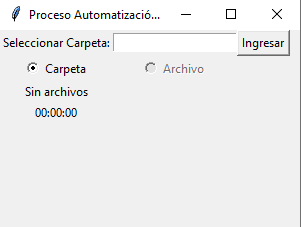 Proceso Automatizació...
Seleccionar Carpeta: Ingresar
Carpeta Archivo
Sin archivos
00:00:00